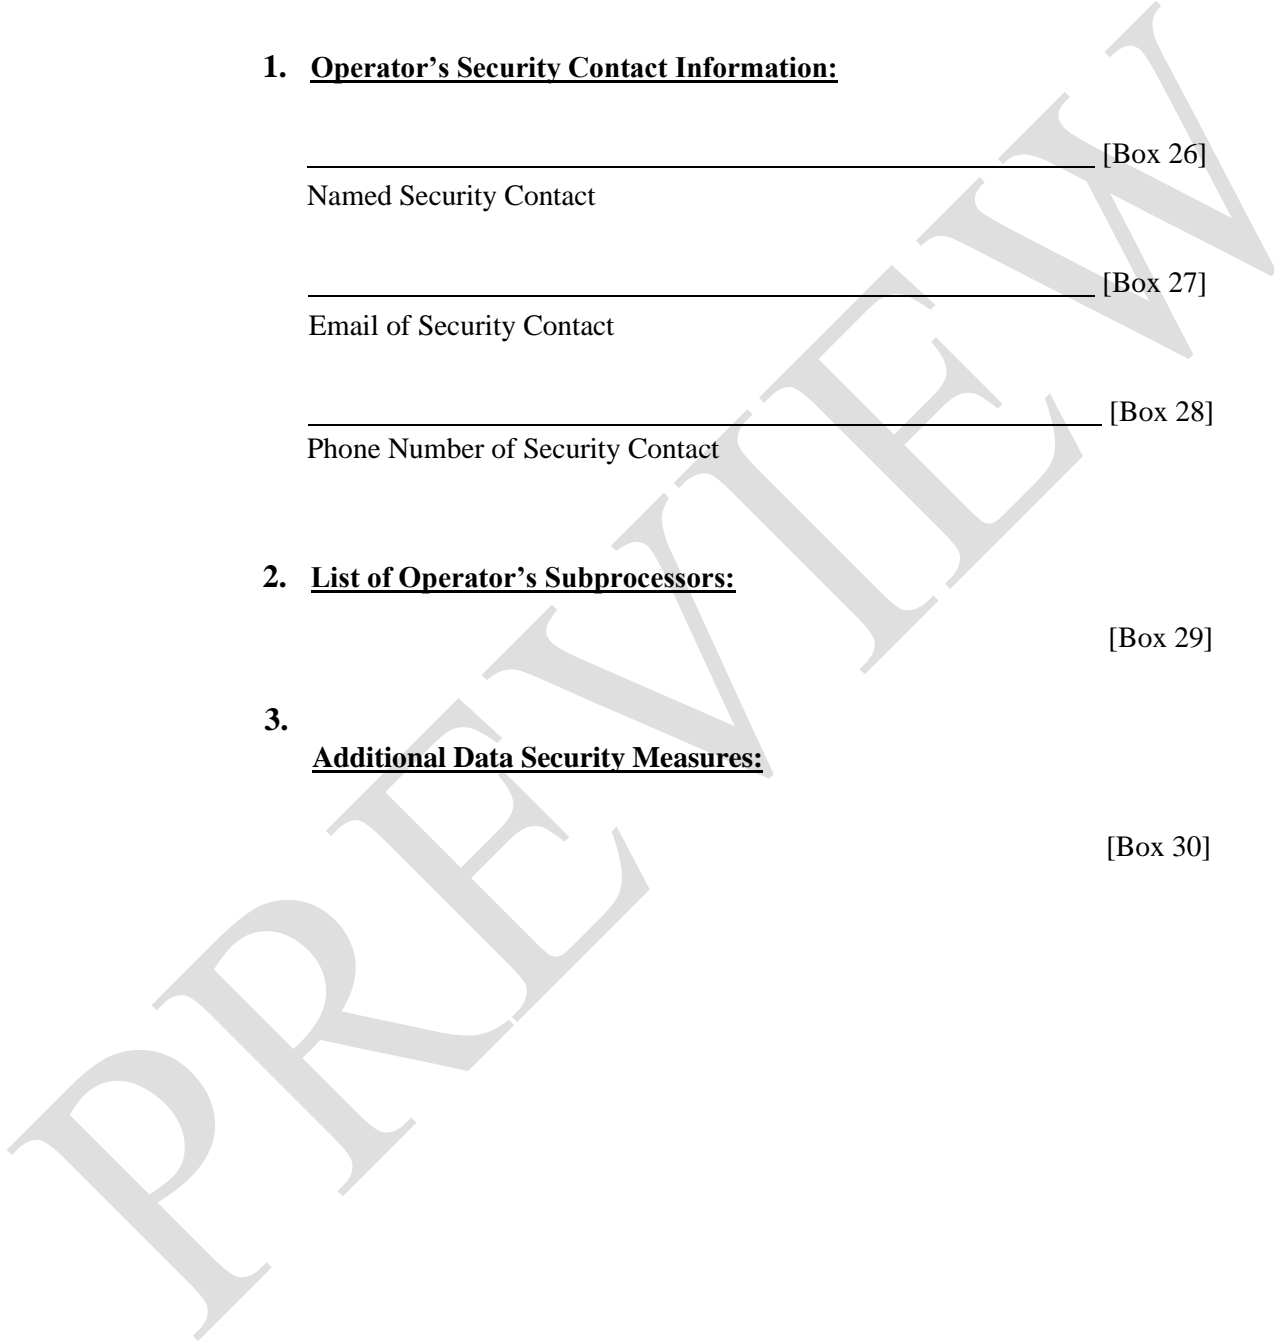 1. Operator’s Security Contact Information:
[Box 26]
Named Security Contact
[Box 27]
Email of Security Contact
[Box 28]
Phone Number of Security Contact
2. List of Operator’s Subprocessors:
[Box 29]
3.
Additional Data Security Measures:
[Box 30]
PREVIEW